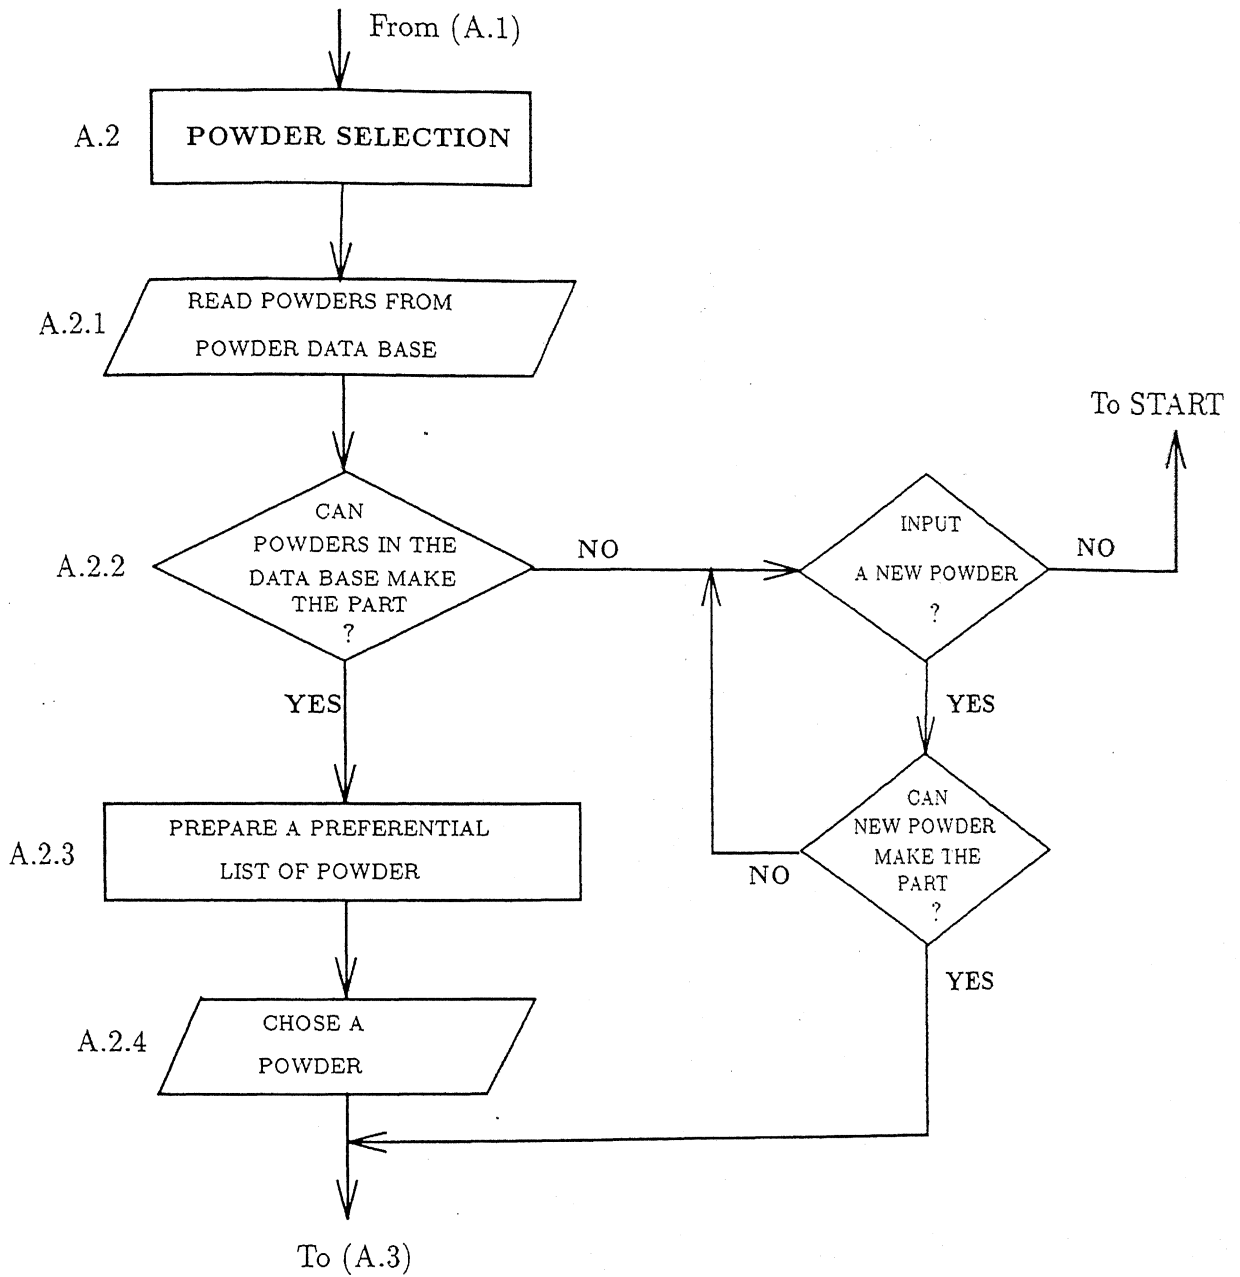 From (A.1)
A.2
POWDER SELECTION
A.2.1
READ POWDERS FROM
POWDER DATA BASE
To START
A.2.2
CAN
POWDERS IN THE
DATA BASE MAKE
THE PART
?
NO
INPUT
A NEW POWDER
?
NO
YES
YES
A.2.3
PREPARE A PREFERENTIAL
LIST OF POWDER
CAN
NEW POWDER
MAKE THE
PART
?
NO
YES
A.2.4
CHOSE A
POWDER
To (A.3)